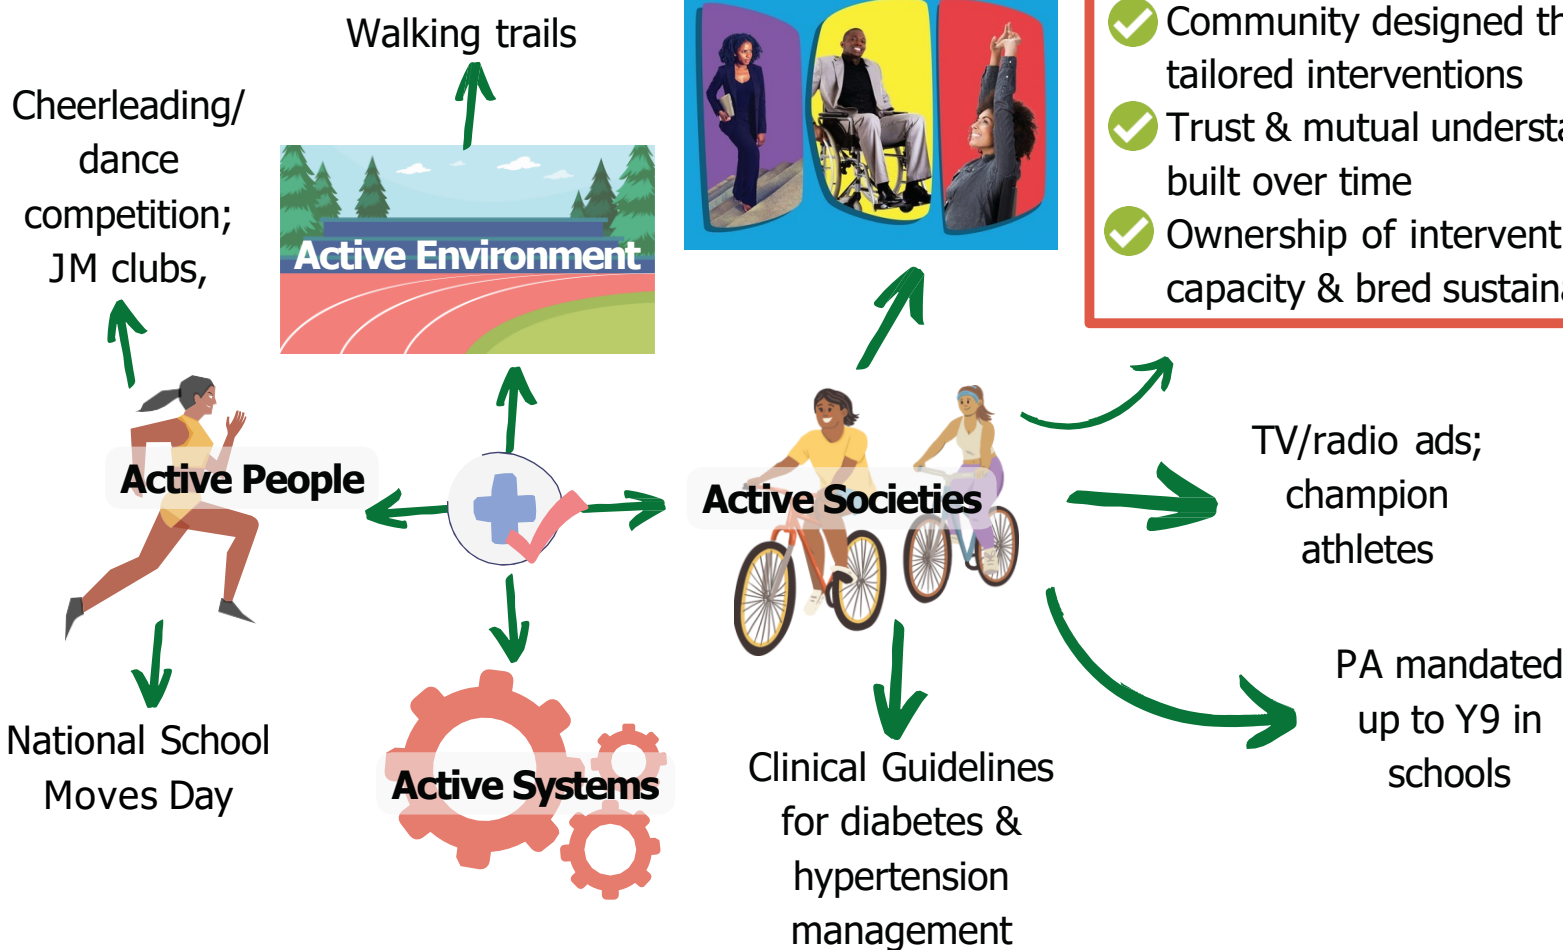 Walking trails
Cheerleading/
dance
competition;
JM clubs,
Active Environment
Community designed
tailored interventions
Trust & mutual
built over time
Ownership of
capacity & bred
Active People
Active Societies
TV/radio ads;
champion
athletes
National School
Moves Day
Active Systems
Clinical Guidelines
for diabetes &
hypertension
management
PA mandated
up to Y9 in
schools